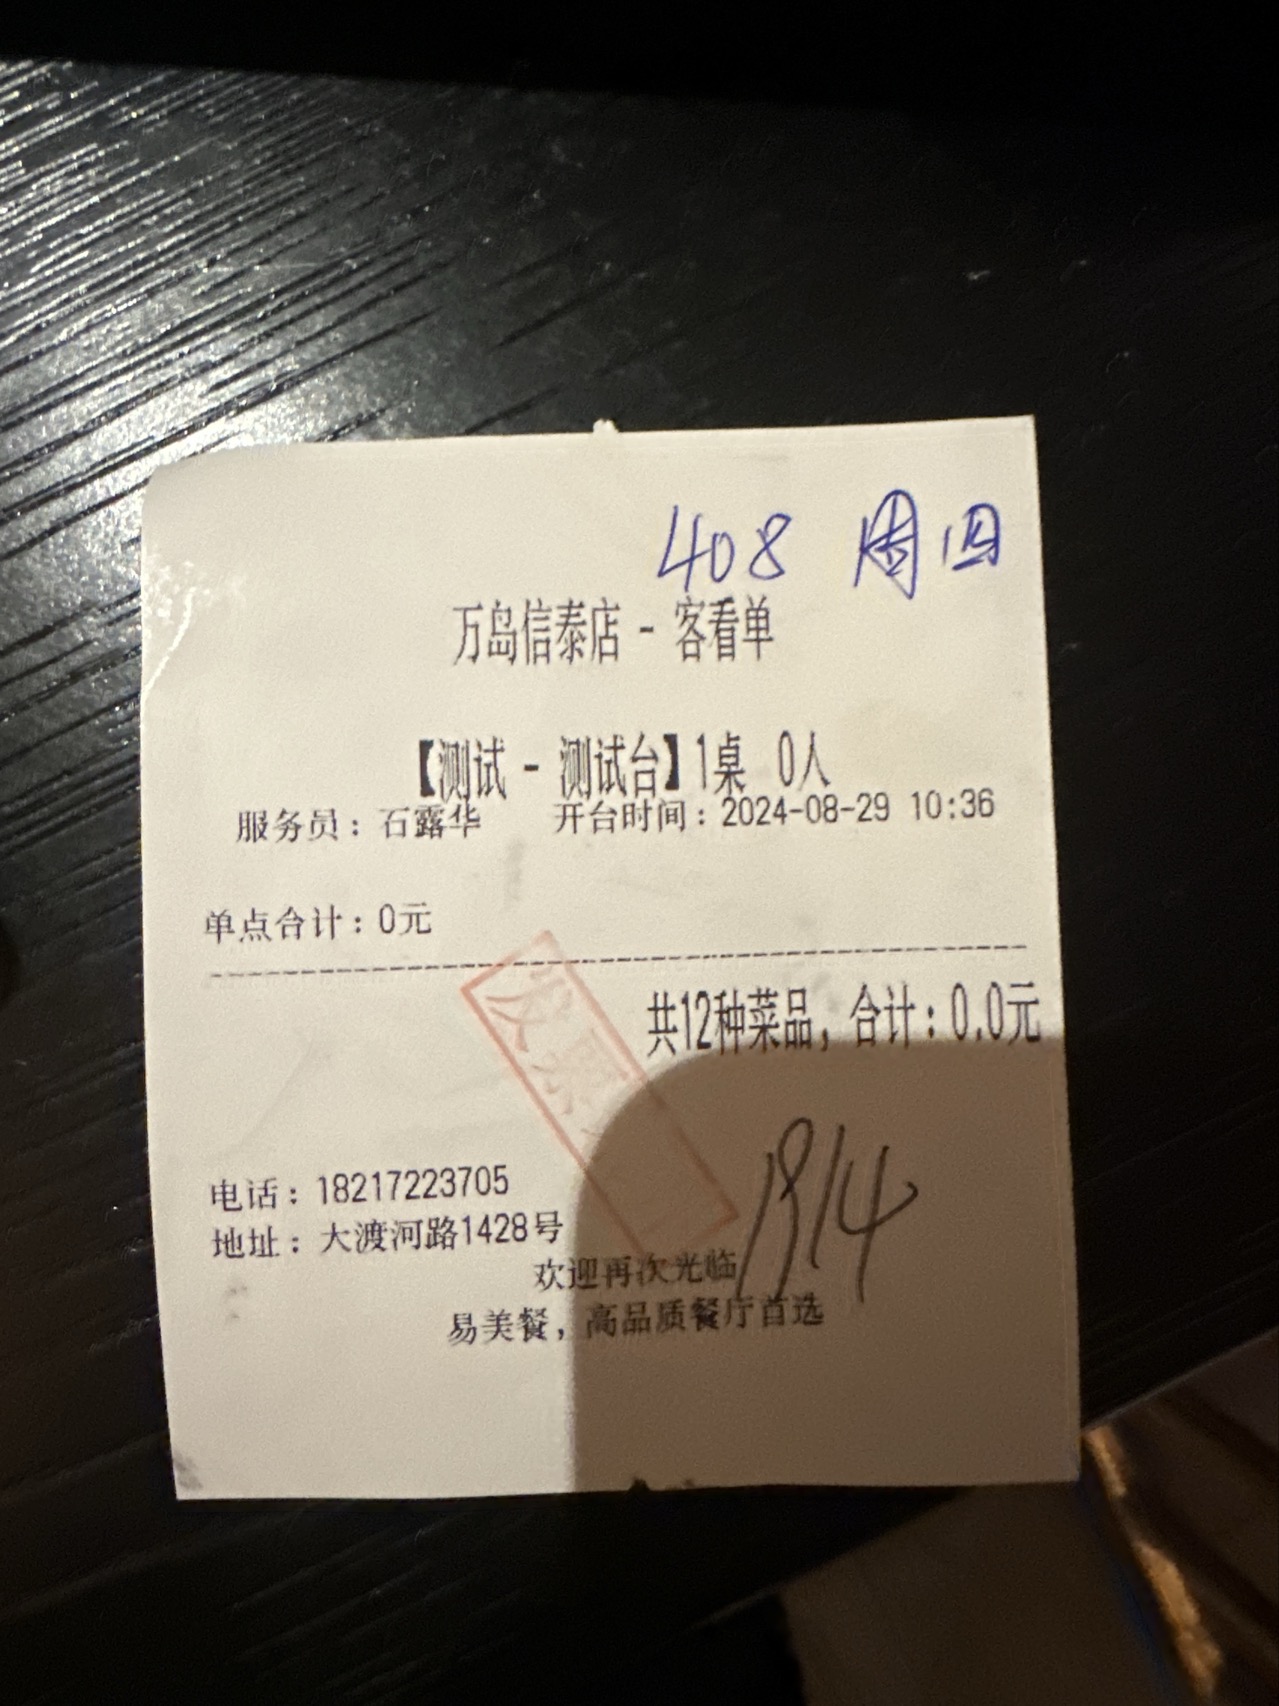 408 周四
万岛信泰店 - 客看单
【测试 - 测试台】1桌 0人
服务员：石露华 开台时间：2024-08-29 10:36
单点合计：0元
共12种菜品，合计：0.0元
发票
电话：18217223705
地址：大渡河路1428号
欢迎再次光临
易美餐，高品质餐厅首选